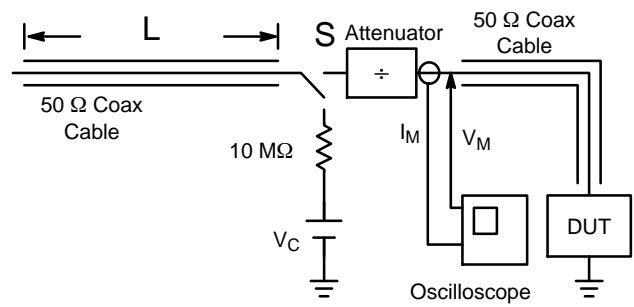 L
S
Attenuator
÷
50 Ω Coax
Cable
50 Ω Coax
Cable
10 MΩ
I_M
V_M
V_C
DUT
Oscilloscope